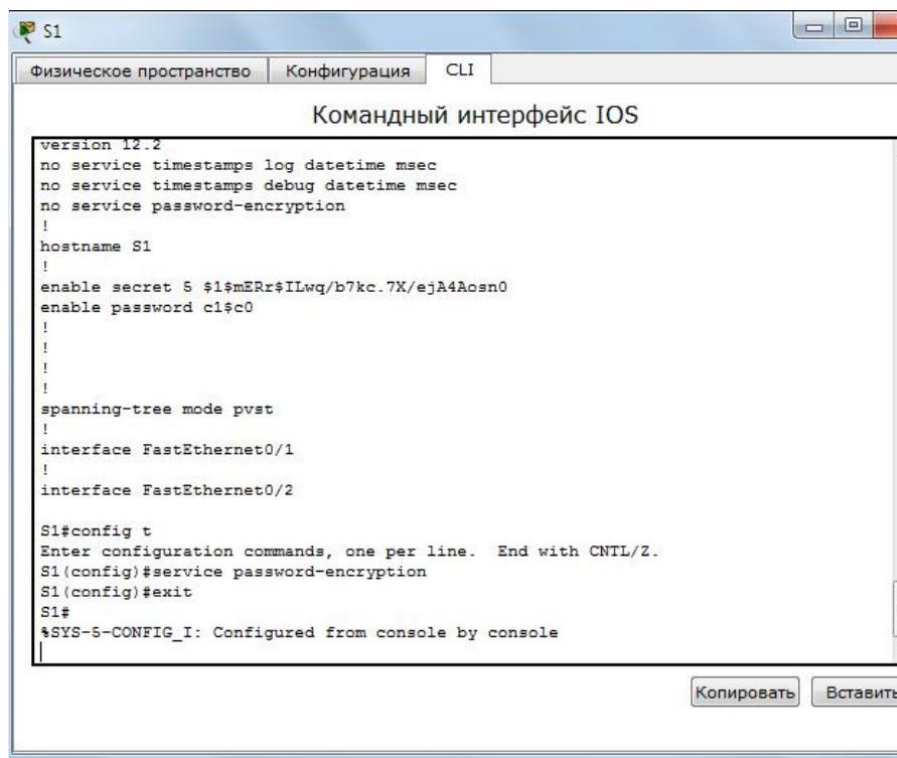 S1
Физическое пространство Конфигурация CLI
Командный интерфейс IOS
version 12.2
no service timestamps log datetime msec
no service timestamps debug datetime msec
no service password-encryption
!
hostname S1
!
enable secret 5 $1$mERr$ILwq/b7kc.7X/ejA4Aosn0
enable password c1$c0
!
!
!
!
spanning-tree mode pvst
!
interface FastEthernet0/1
!
interface FastEthernet0/2
S1#config t
Enter configuration commands, one per line. End with CNTL/Z.
S1(config)#service password-encryption
S1(config)#exit
S1#
%SYS-5-CONFIG_I: Configured from console by console
Копировать Вставить